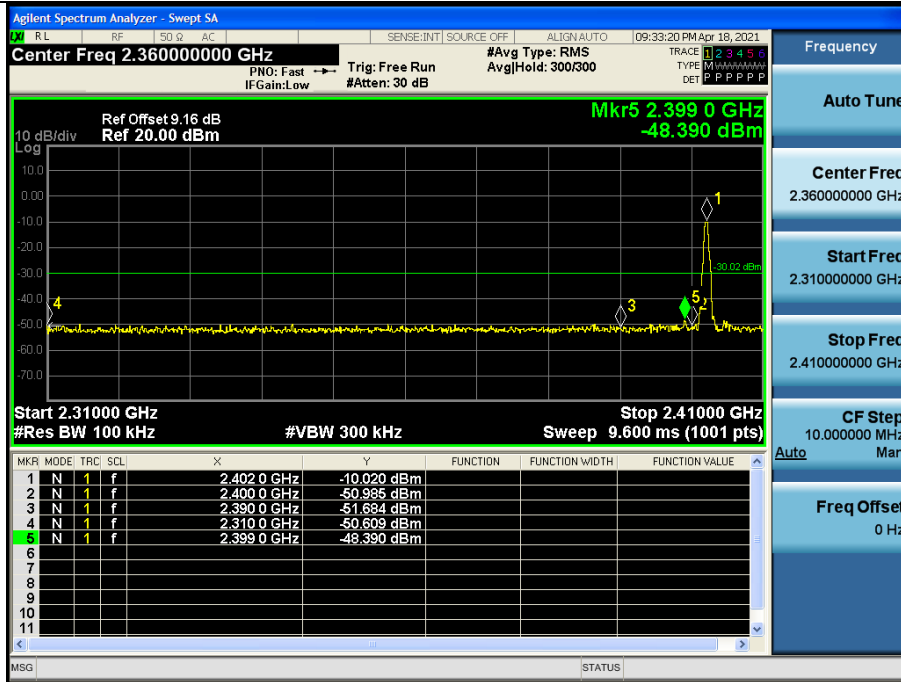 Agilent Spectrum Analyzer - Swept SA
LXI RL RF 50 Ω AC SENSE:INT SOURCE OFF ALIGN AUTO 09:33:20 PM Apr 18, 2021
Center Freq 2.360000000 GHz
PNO: Fast
IFGain:Low
Trig: Free Run
#Atten: 30 dB
#Avg Type: RMS
Avg|Hold: 300/300
TRACE 1 2 3 4 5 6
TYPE M WWWWW
DET P P P P P P
Mkr5 2.399 0 GHz
-48.390 dBm
Ref Offset 9.16 dB
10 dB/div Ref 20.00 dBm
Log
10.0
0.00
-10.0
-20.0
-30.0
-40.0
-50.0
-60.0
-70.0
1
-30.02 dBm
4
3
5
2
Start 2.31000 GHz Stop 2.41000 GHz
#Res BW 100 kHz #VBW 300 kHz Sweep 9.600 ms (1001 pts)
MKR MODE TRC SCL X Y FUNCTION FUNCTION WIDTH FUNCTION VALUE
1 N 1 f 2.402 0 GHz -10.020 dBm
2 N 1 f 2.400 0 GHz -50.985 dBm
3 N 1 f 2.390 0 GHz -51.684 dBm
4 N 1 f 2.310 0 GHz -50.609 dBm
5 N 1 f 2.399 0 GHz -48.390 dBm
6
7
8
9
10
11
MSG STATUS
Frequency
Auto Tune
Center Freq
2.360000000 GHz
Start Freq
2.310000000 GHz
Stop Freq
2.410000000 GHz
CF Step
10.000000 MHz
Auto Man
Freq Offset
0 Hz